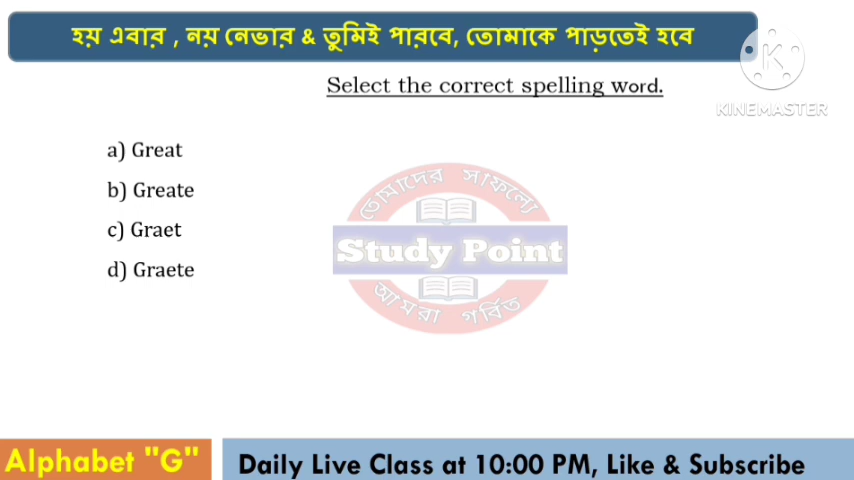 হয় এবার , নয় নেভার & তুমিই পারবে, তোমাকে পাড়তেই হবে
KINEMASTER
Select the correct spelling word.
a) Great
b) Greate
c) Graet
d) Graete
তোমাদের সাফল্যে
Study Point
আমরা গর্বিত
Alphabet "G"
Daily Live Class at 10:00 PM, Like & Subscribe